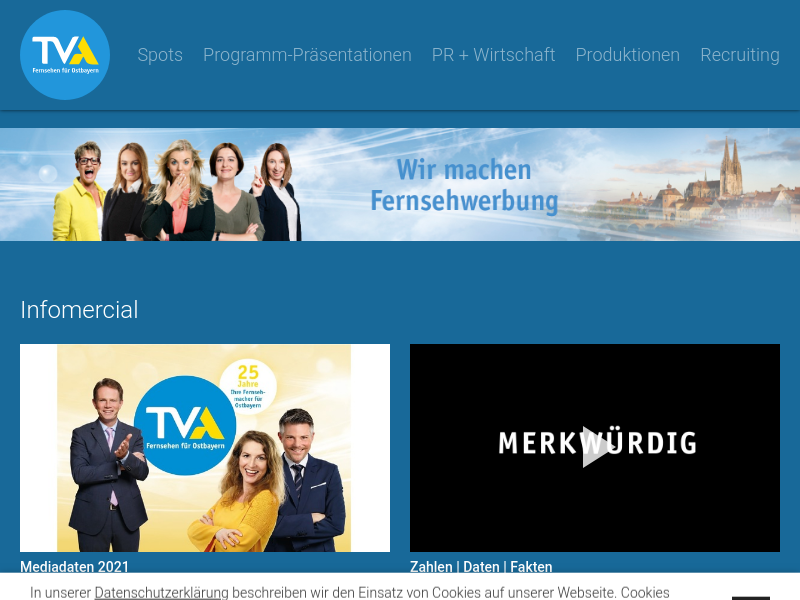 TVA
Fernsehen für Ostbayern
Spots
Programm-Präsentationen
PR + Wirtschaft
Produktionen
Recruiting
Wir machen
Fernsehwerbung
Infomercial
25
Jahre
Ihre Fernseh-
macher für
Ostbayern
TVA
Fernsehen für Ostbayern
MERKWÜRDIG
Mediadaten 2021
Zahlen | Daten | Fakten
In unserer Datenschutzerklärung beschreiben wir den Einsatz von Cookies auf unserer Webseite. Cookies